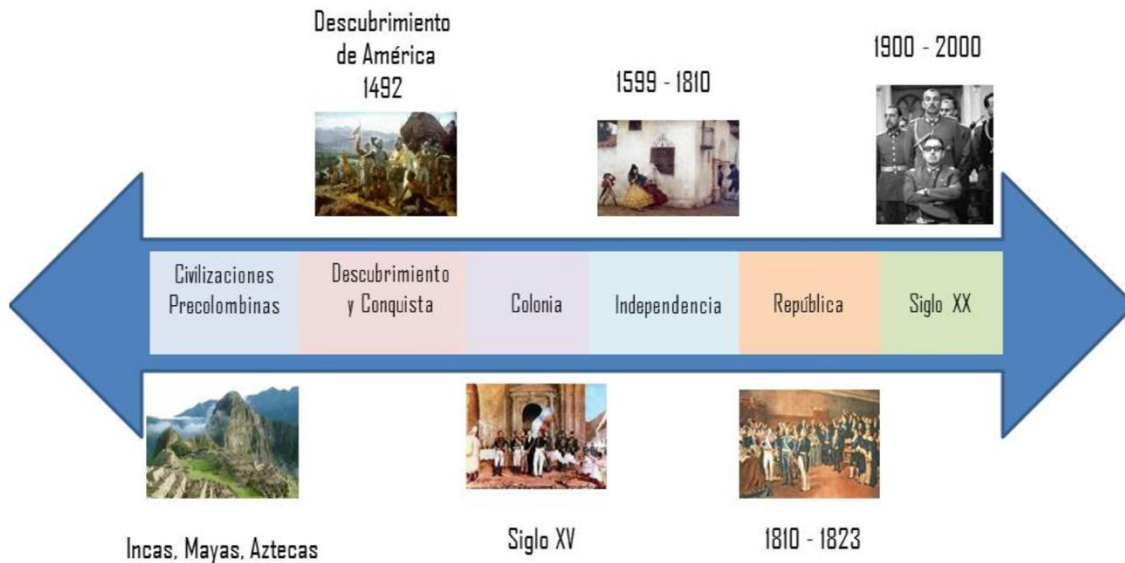 Descubrimiento
de América
1492
1599 - 1810
1900 - 2000
Civilizaciones
Precolombinas
Descubrimiento
y Conquista
Colonia
Independencia
República
Siglo XX
Incas, Mayas, Aztecas
Siglo XV
1810 - 1823